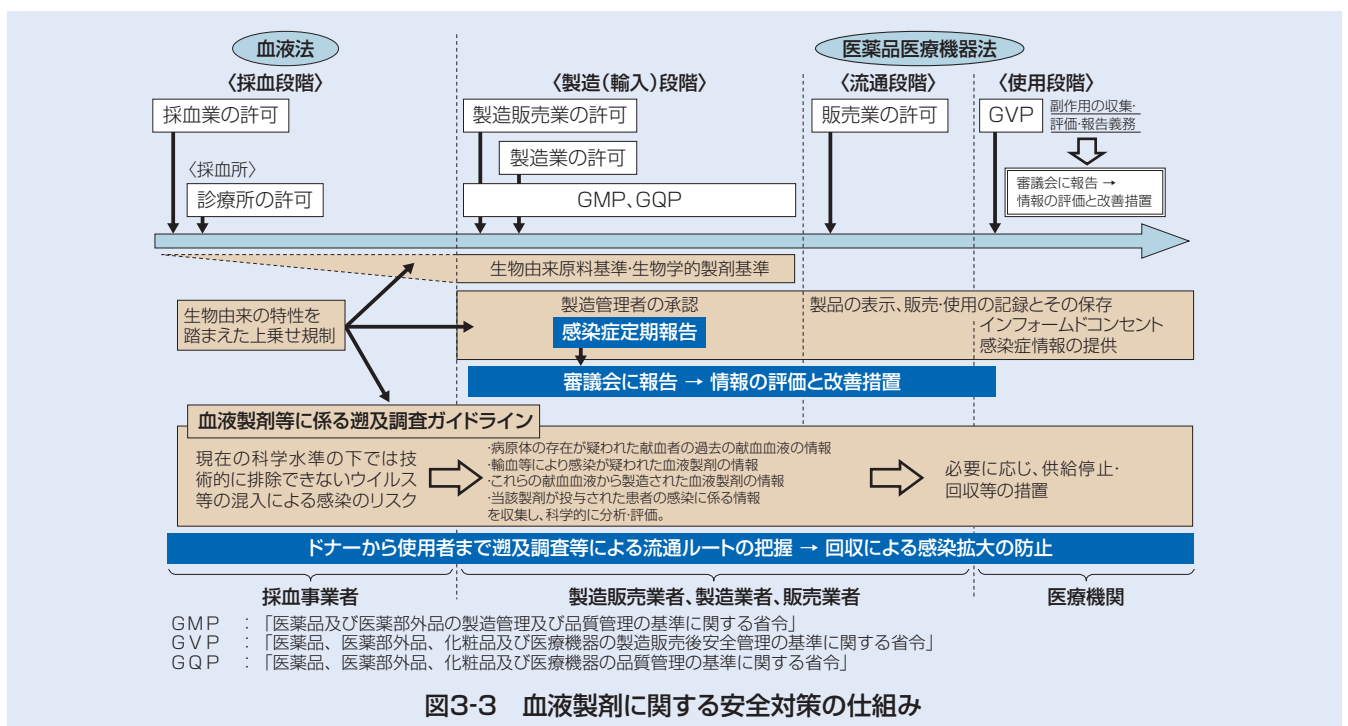 血液法
医薬品医療機器法
〈採血段階〉
〈製造(輸入)段階〉
〈流通段階〉
〈使用段階〉
採血業の許可
製造販売業の許可
販売業の許可
GVP
副作用の収集・
評価・報告義務
製造業の許可
〈採血所〉
診療所の許可
GMP、GQP
審議会に報告 →
情報の評価と改善措置
生物由来原料基準・生物学的製剤基準
生物由来の特性を
踏まえた上乗せ規制
製造管理者の承認
感染症定期報告
製品の表示、販売・使用の記録とその保存
インフォームドコンセント
感染症情報の提供
審議会に報告 → 情報の評価と改善措置
血液製剤等に係る遡及調査ガイドライン
現在の科学水準の下では技
術的に排除できないウイルス
等の混入による感染のリスク
・病原体の存在が疑われた献血者の過去の献血血液の情報
・輸血等により感染が疑われた血液製剤の情報
・これらの献血血液から製造された血液製剤の情報
・当該製剤が投与された患者の感染に係る情報
を収集し、科学的に分析・評価。
必要に応じ、供給停止・
回収等の措置
ドナーから使用者まで遡及調査等による流通ルートの把握 → 回収による感染拡大の防止
採血事業者
製造販売業者、製造業者、販売業者
医療機関
GMP :「医薬品及び医薬部外品の製造管理及び品質管理の基準に関する省令」
GVP :「医薬品、医薬部外品、化粧品及び医療機器の製造販売後安全管理の基準に関する省令」
GQP :「医薬品、医薬部外品、化粧品及び医療機器の品質管理の基準に関する省令」
図3-3 血液製剤に関する安全対策の仕組み